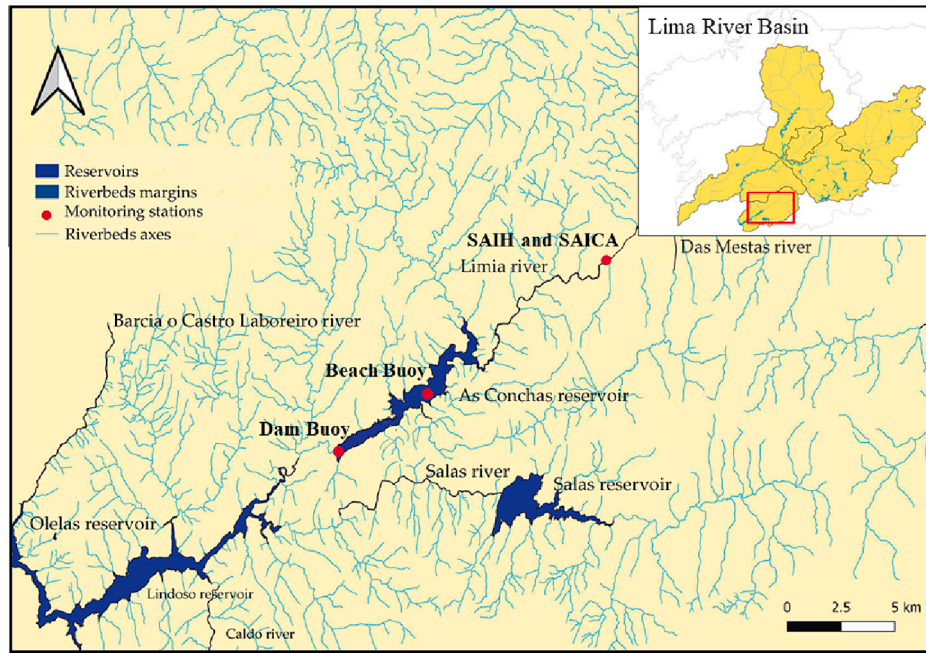 Lima River Basin
Reservoirs
Riverbeds margins
Monitoring stations
Riverbeds axes
SAIH and SAICA
Das Mestas river
Limia river
Barcia o Castro Laboreiro river
Beach Buoy
As Conchas reservoir
Dam Buoy
Salas river
Salas reservoir
Olelas reservoir
Lindoso reservoir
Caldo river
0 2.5 5 km